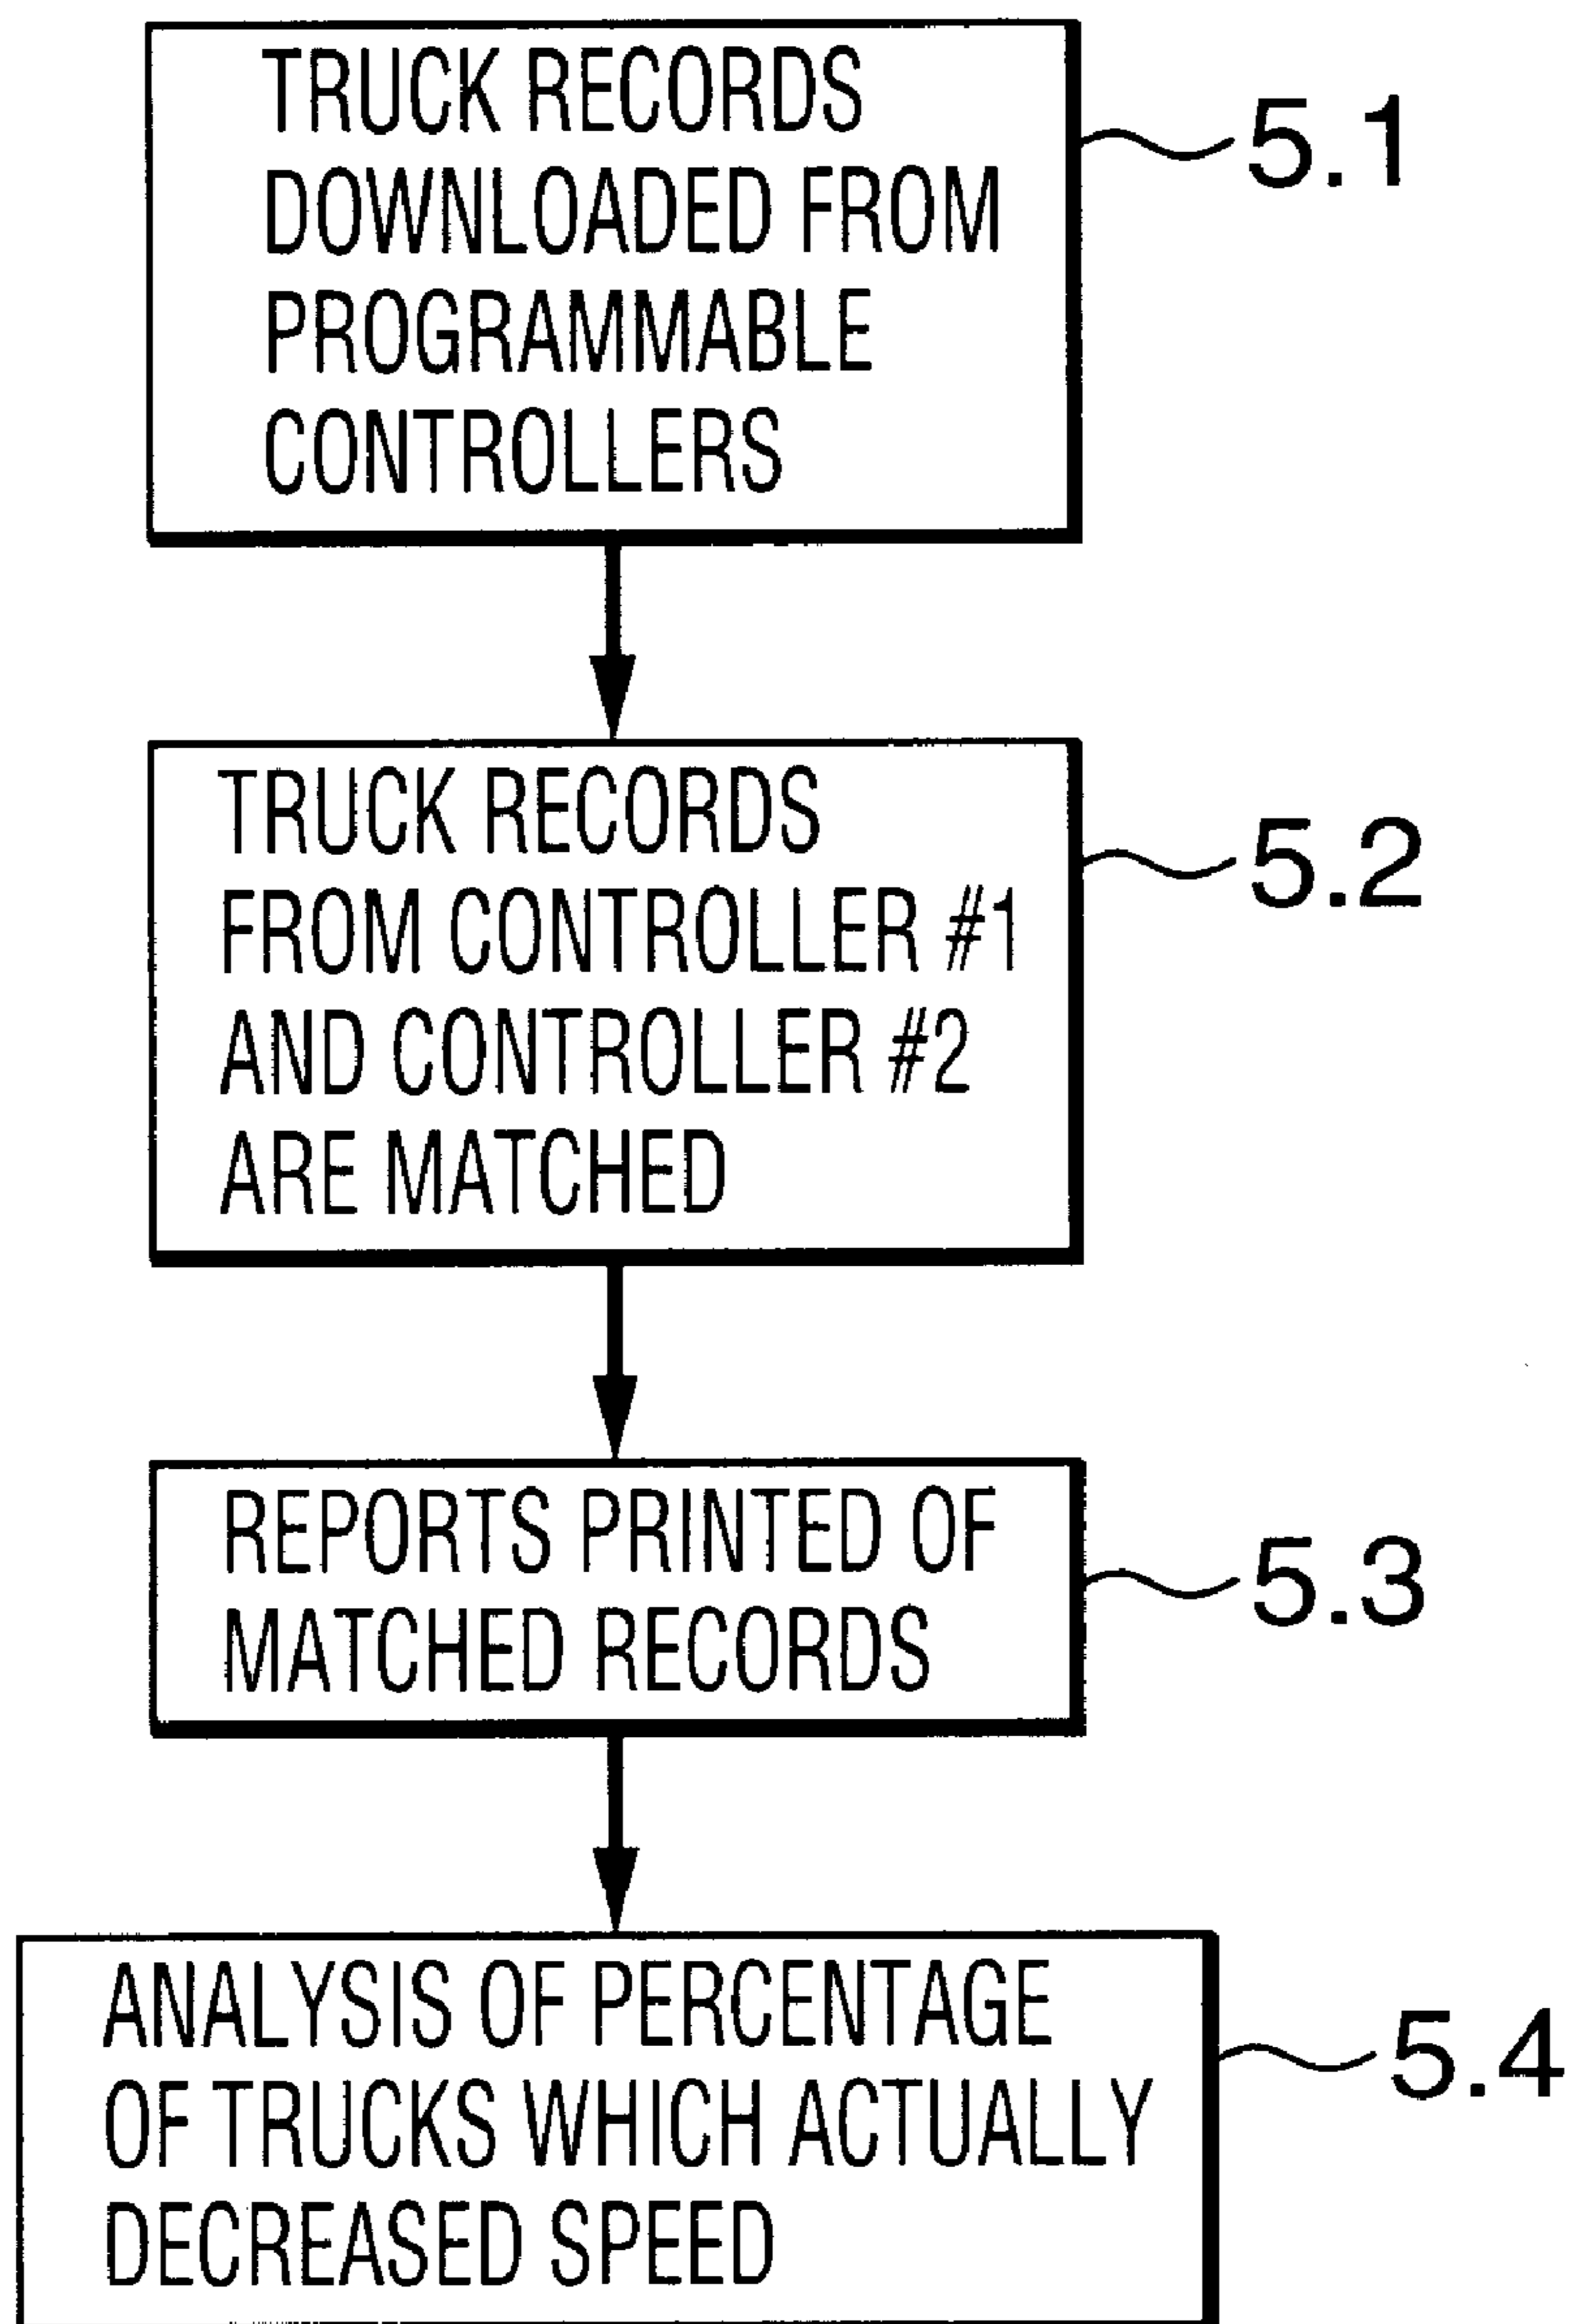 TRUCK RECORDS
DOWNLOADED FROM
PROGRAMMABLE
CONTROLLERS
5.1
TRUCK RECORDS
FROM CONTROLLER #1
AND CONTROLLER #2
ARE MATCHED
5.2
REPORTS PRINTED OF
MATCHED RECORDS
5.3
ANALYSIS OF PERCENTAGE
OF TRUCKS WHICH ACTUALLY
DECREASED SPEED
5.4